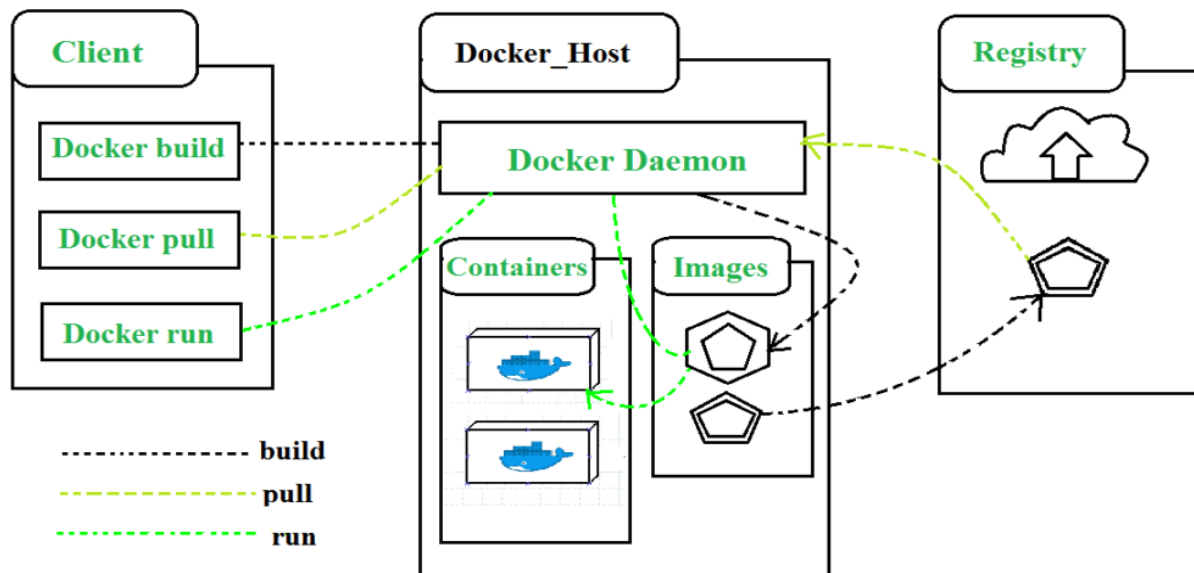 Client
Docker_Host
Registry
Docker build
Docker Daemon
Docker pull
Containers
Images
Docker run
build
pull
run